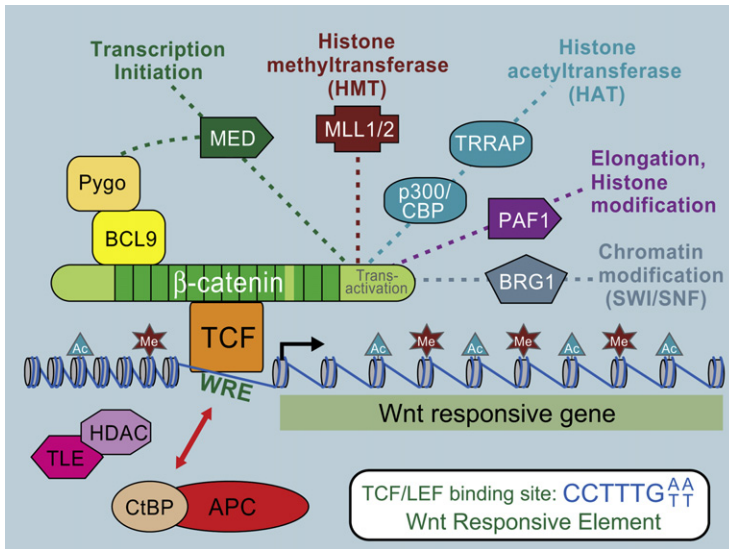 Transcription
Initiation
Histone
methyltransferase
(HMT)
Histone
acetyltransferase
(HAT)
MED
MLL1/2
TRRAP
Pygo
p300/
CBP
Elongation,
Histone
modification
PAF1
BCL9
β-catenin
Trans-
activation
BRG1
Chromatin
modification
(SWI/SNF)
TCF
Ac
Me
Ac
Me
Ac
Me
Ac
Me
Ac
WRE
Wnt responsive gene
HDAC
TLE
CtBP
APC
TCF/LEF binding site: CCTTTG AA
TT
Wnt Responsive Element